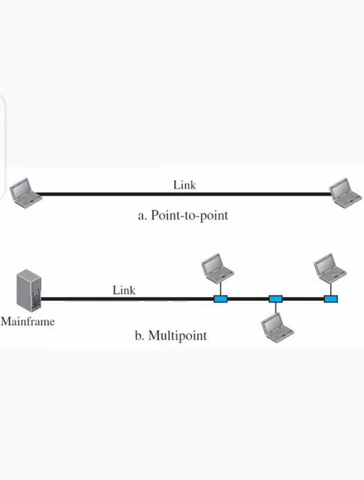 Link
a. Point-to-point
Link
Mainframe
b. Multipoint